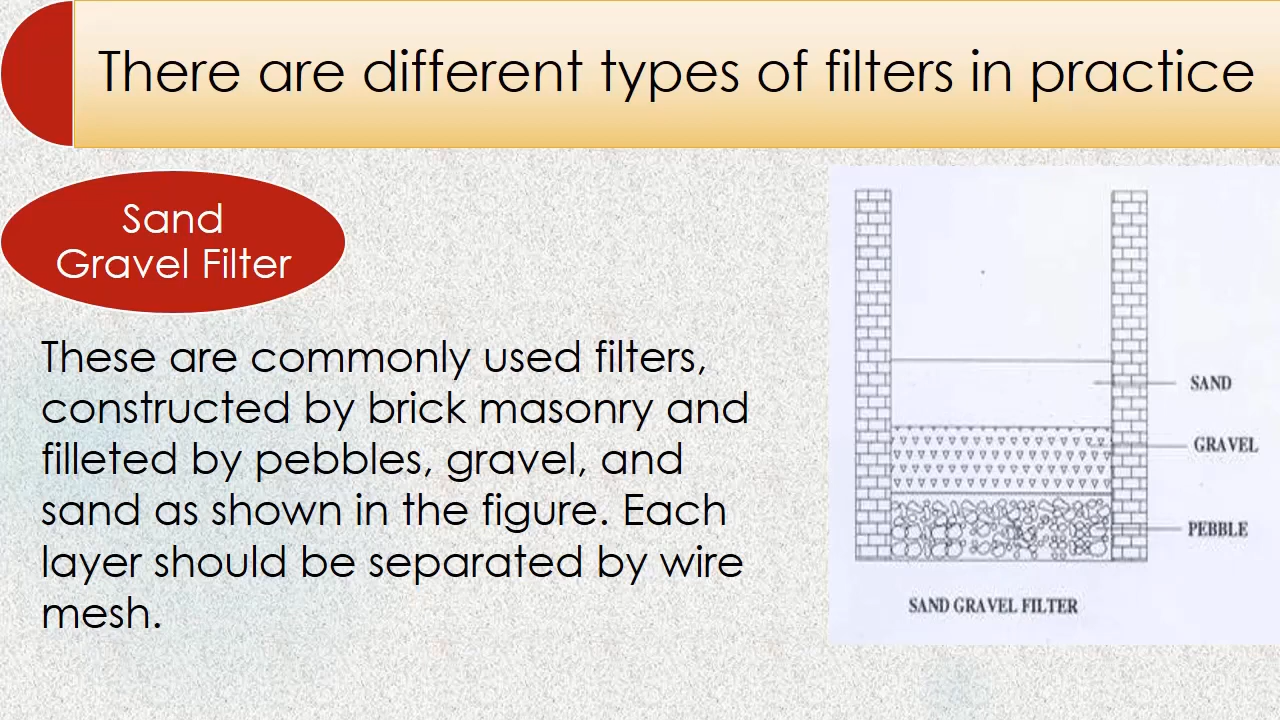 There are different types of filters in practice
Sand
Gravel Filter
These are commonly used filters,
constructed by brick masonry and
filleted by pebbles, gravel, and
sand as shown in the figure. Each
layer should be separated by wire
mesh.
SAND
GRAVEL
PEBBLE
SAND GRAVEL FILTER